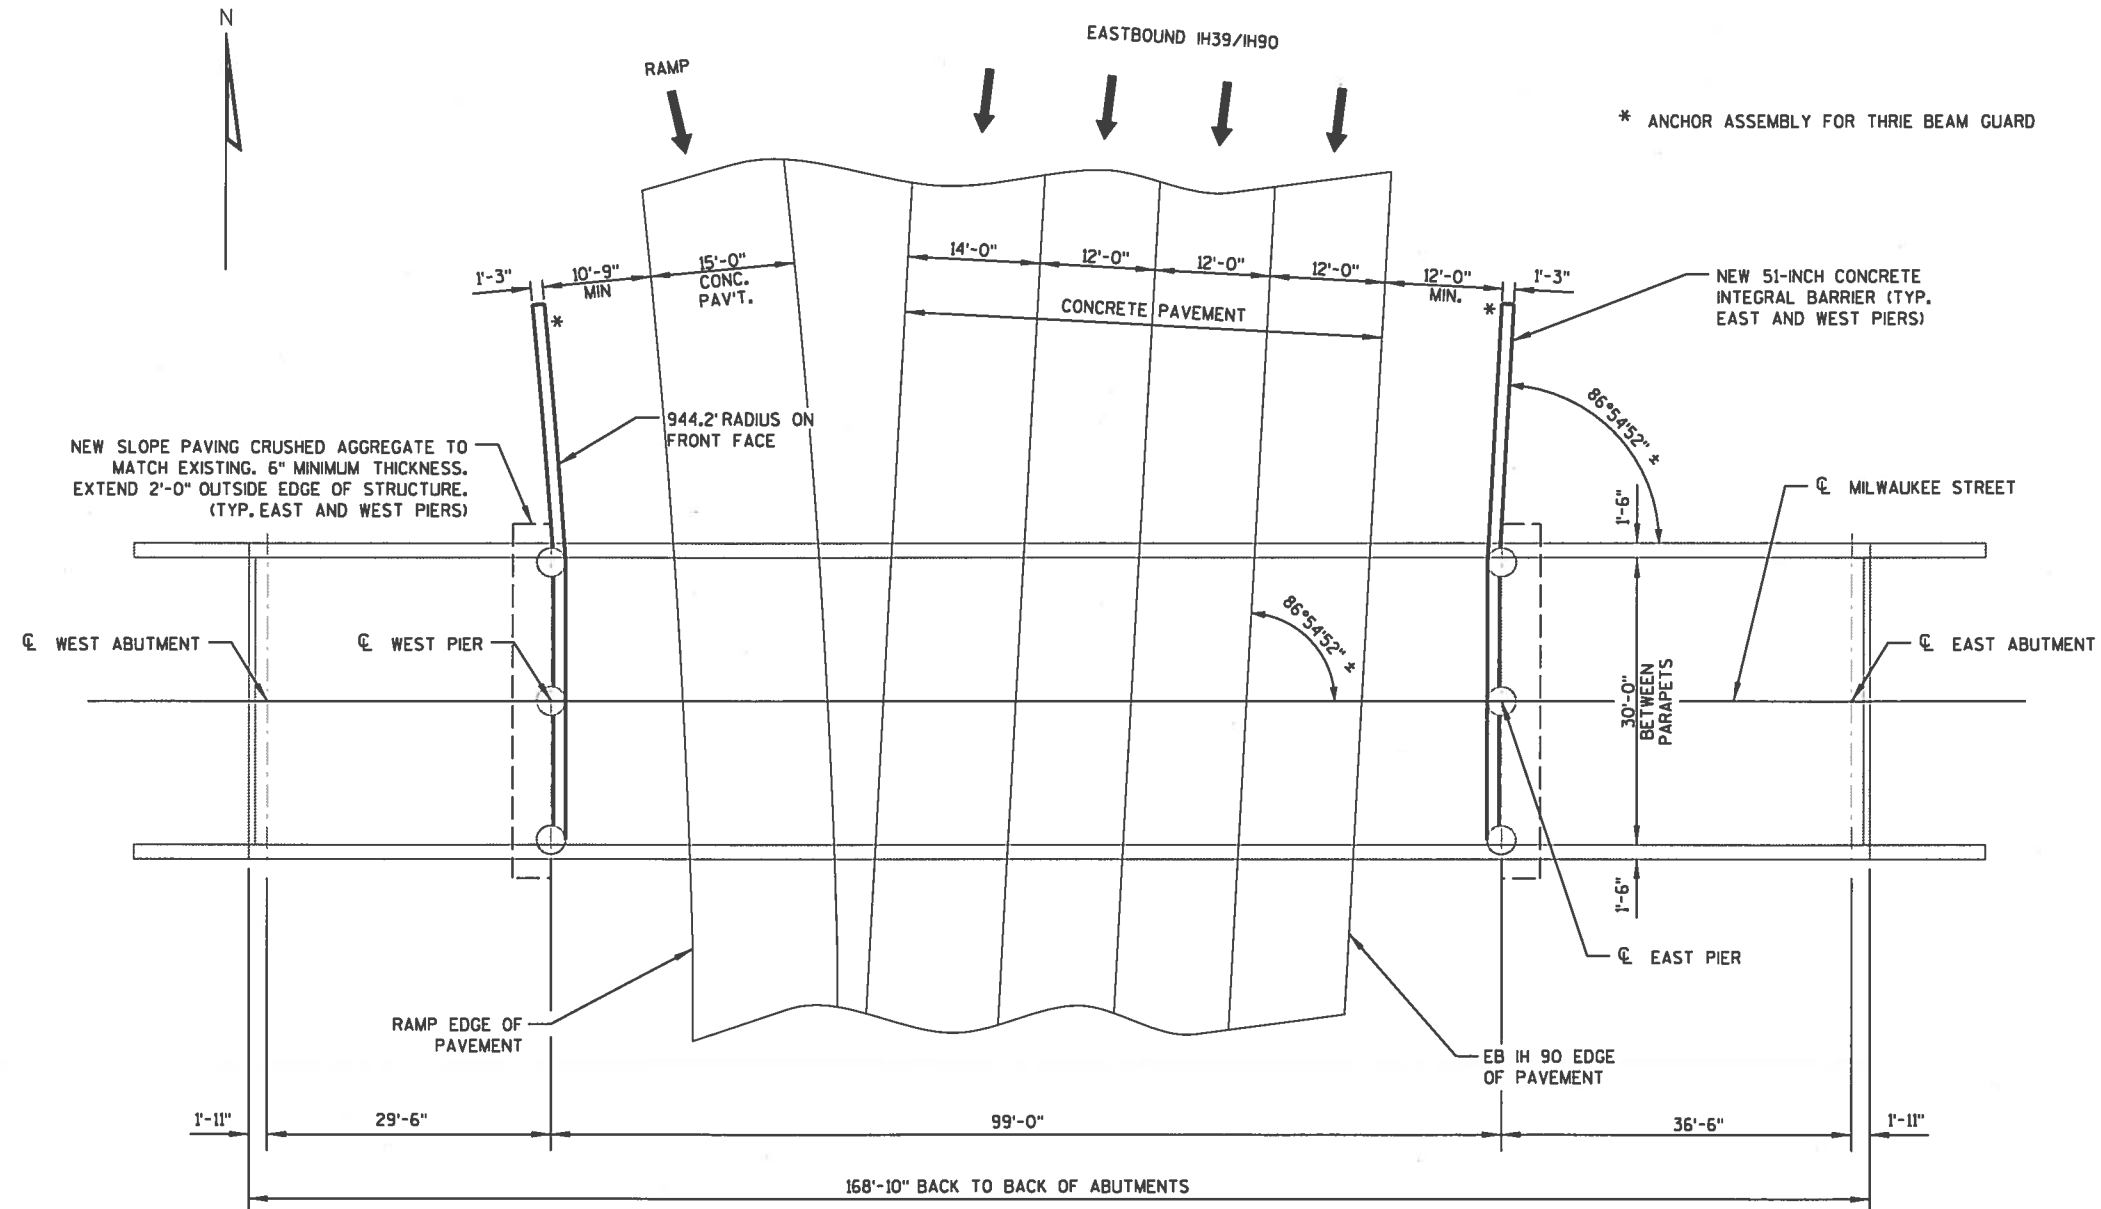 N
EASTBOUND IH39/IH90
RAMP
* ANCHOR ASSEMBLY FOR THRIE BEAM GUARD
1'-3"
10'-9"
MIN
15'-0"
CONC.
PAV'T.
14'-0"
12'-0"
12'-0"
12'-0"
12'-0"
MIN.
1'-3"
CONCRETE PAVEMENT
*
*
NEW 51-INCH CONCRETE
INTEGRAL BARRIER (TYP.
EAST AND WEST PIERS)
944.2' RADIUS ON
FRONT FACE
86°54'52" ±
NEW SLOPE PAVING CRUSHED AGGREGATE TO
MATCH EXISTING. 6" MINIMUM THICKNESS.
EXTEND 2'-0" OUTSIDE EDGE OF STRUCTURE.
(TYP. EAST AND WEST PIERS)
℄ MILWAUKEE STREET
1'-6"
86°54'52" ±
℄ WEST ABUTMENT
℄ WEST PIER
30'-0"
BETWEEN
PARAPETS
℄ EAST ABUTMENT
1'-6"
℄ EAST PIER
RAMP EDGE OF
PAVEMENT
EB IH 90 EDGE
OF PAVEMENT
1'-11"
29'-6"
99'-0"
36'-6"
1'-11"
168'-10" BACK TO BACK OF ABUTMENTS